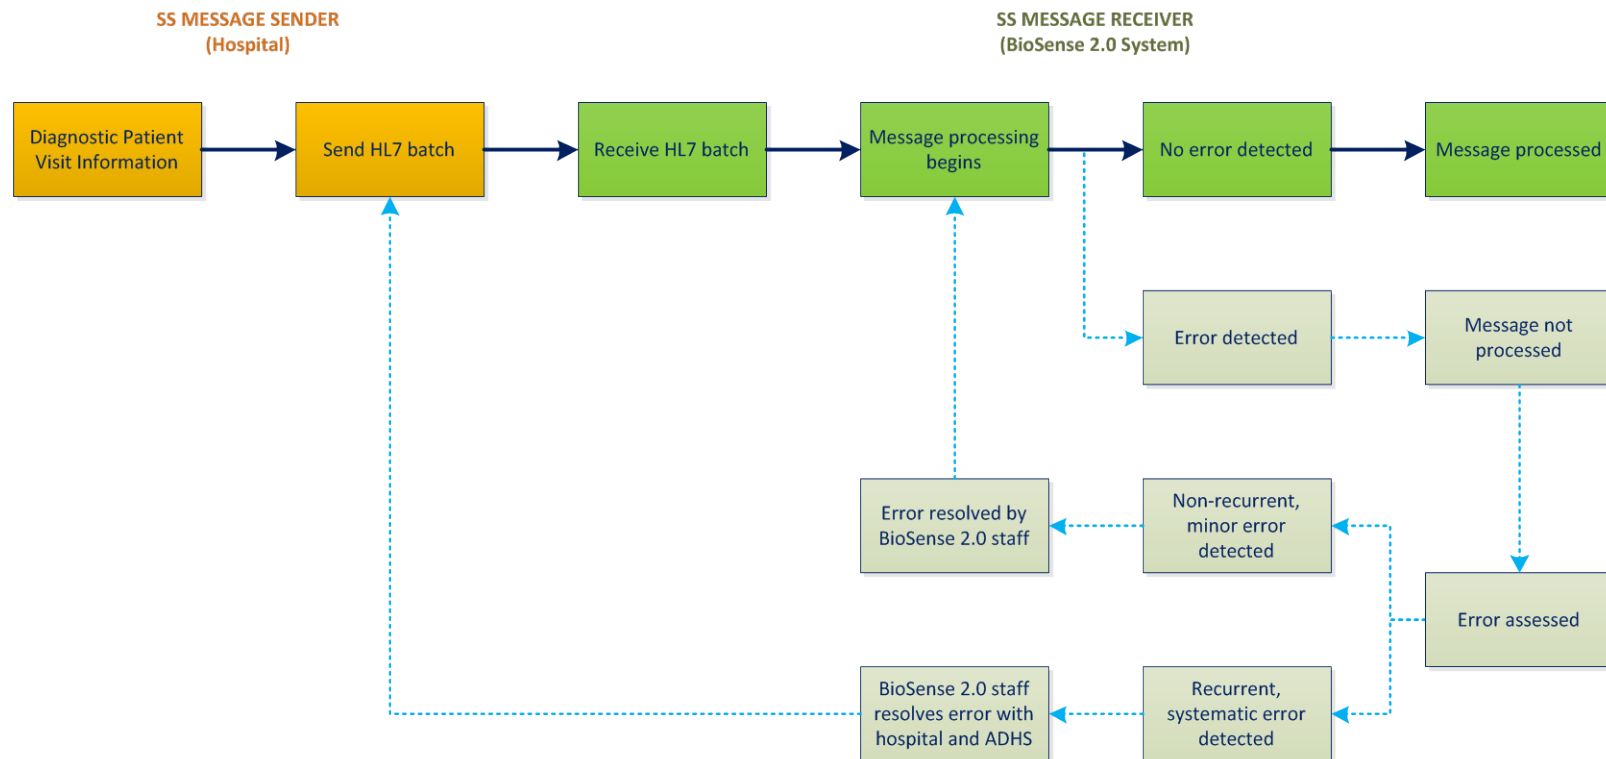 SS MESSAGE SENDER
(Hospital)
SS MESSAGE RECEIVER
(BioSense 2.0 System)
Diagnostic Patient
Visit Information
Send HL7 batch
Receive HL7 batch
Message processing
begins
No error detected
Message processed
Error detected
Message not
processed
Error resolved by
BioSense 2.0 staff
Non-recurrent,
minor error
detected
Error assessed
BioSense 2.0 staff
resolves error with
hospital and ADHS
Recurrent,
systematic error
detected